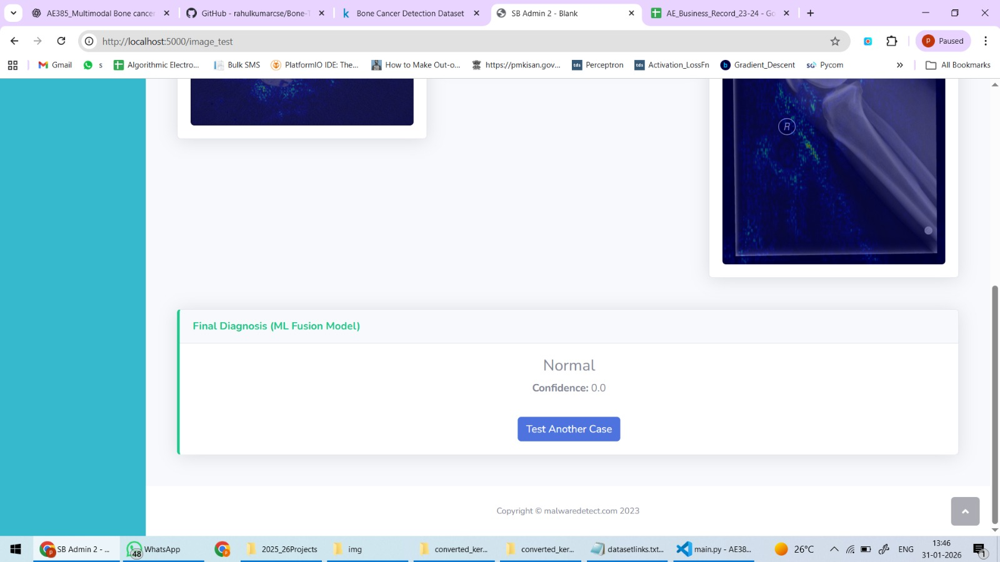 AE385_Multimodal Bone cancer
GitHub - rahulkumarcse/Bone-T
Bone Cancer Detection Dataset
SB Admin 2 - Blank
AE_Business_Record_23-24 - Go
http://localhost:5000/image_test
P
Paused
Gmail
s
Algorithmic Electro...
Bulk SMS
PlatformIO IDE: The...
How to Make Out-o...
https://pmkisan.gov...
tds
Perceptron
tds
Activation_LossFn
Gradient_Descent
Pycom
»
All Bookmarks
R
Final Diagnosis (ML Fusion Model)
Normal
Confidence: 0.0
Test Another Case
Copyright © malwaredetect.com 2023
SB Admin 2 - ...
48
WhatsApp
2025_26Projects
img
converted_ker...
converted_ker...
datasetlinks.txt...
main.py - AE38...
26°C
ENG
13:46
31-01-2026
1